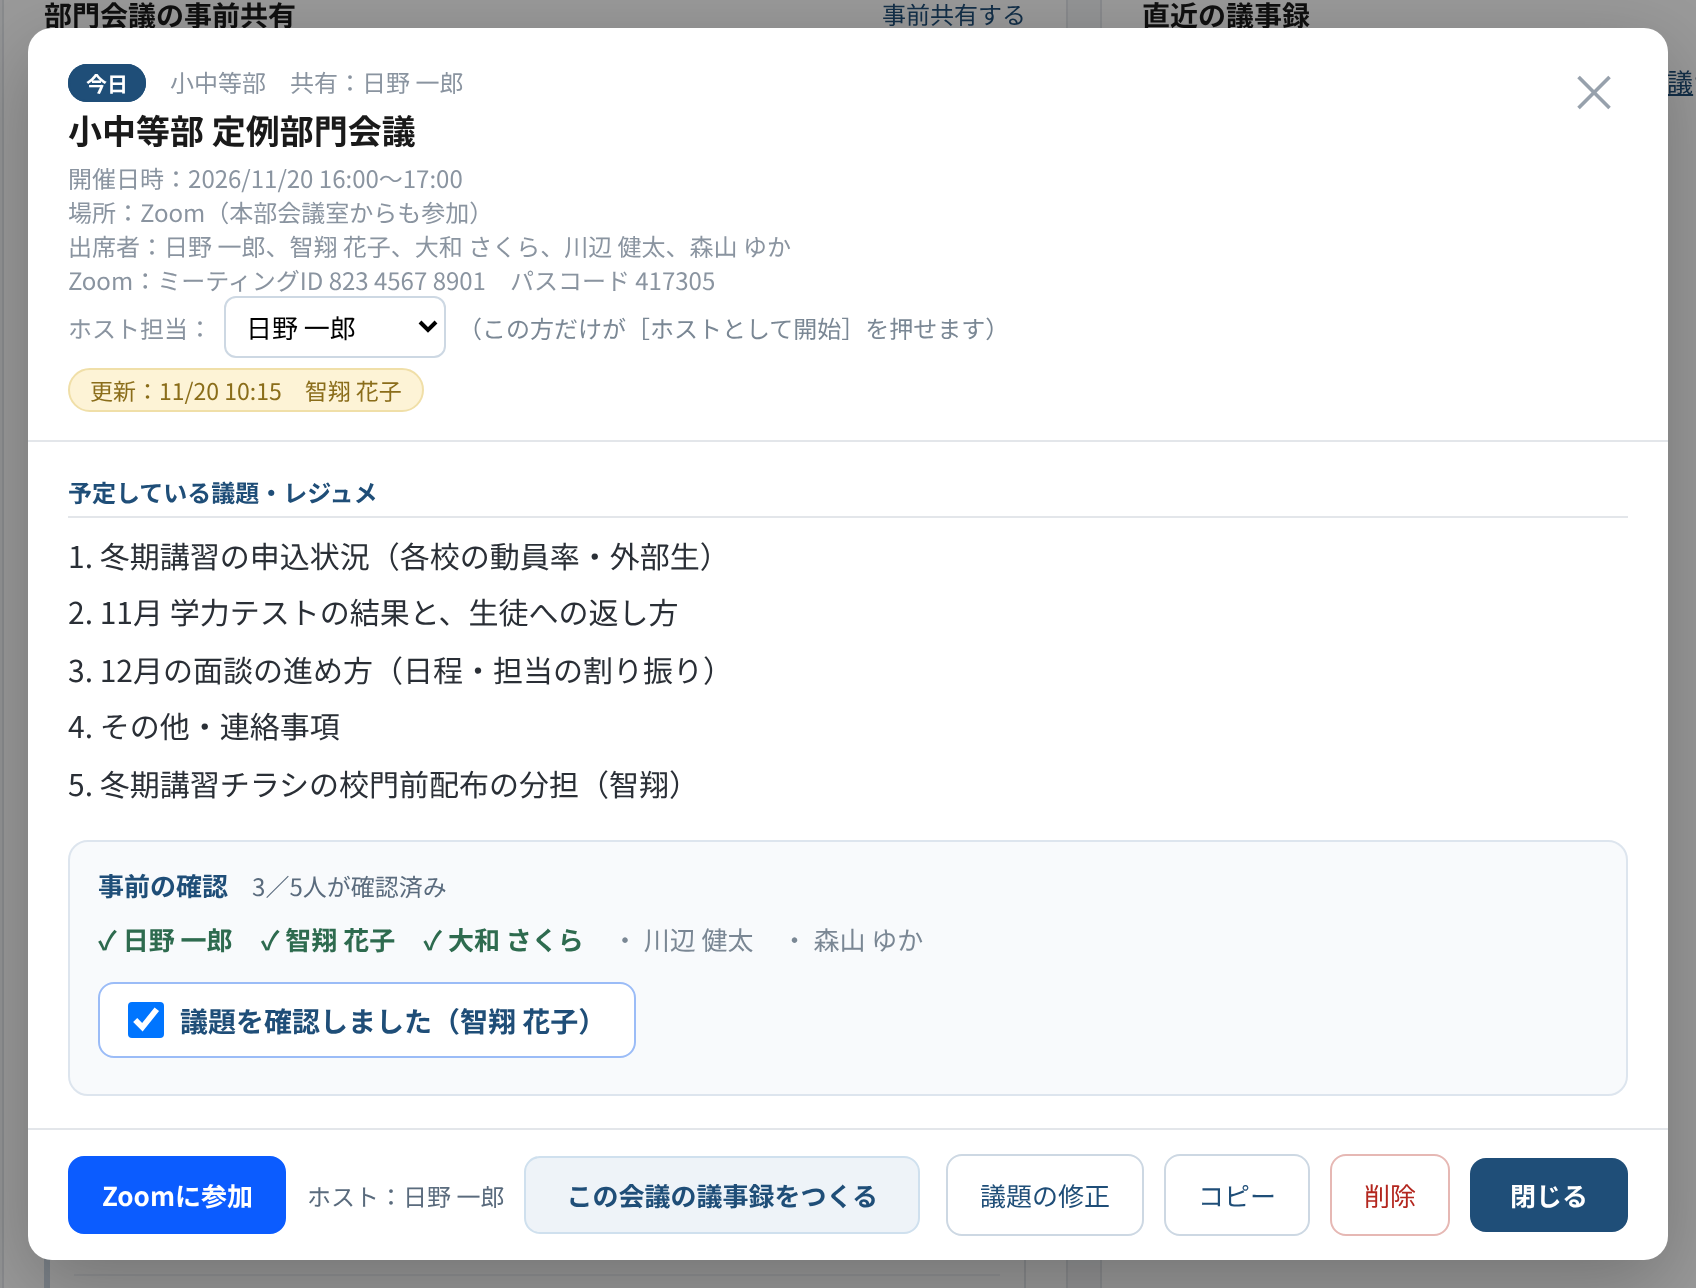 部門会議の事前共有 事前共有する 直近の議事録
今日 小中等部 共有：日野 一郎
議
小中等部 定例部門会議
開催日時：2026/11/20 16:00～17:00
場所：Zoom（本部会議室からも参加）
出席者：日野 一郎、智翔 花子、大和 さくら、川辺 健太、森山 ゆか
Zoom：ミーティングID 823 4567 8901　パスコード 417305
ホスト担当： 日野 一郎 （この方だけが［ホストとして開始］を押せます）
更新：11/20 10:15　智翔 花子
予定している議題・レジュメ
1. 冬期講習の申込状況（各校の動員率・外部生）
2. 11月 学力テストの結果と、生徒への返し方
3. 12月の面談の進め方（日程・担当の割り振り）
4. その他・連絡事項
5. 冬期講習チラシの校門前配布の分担（智翔）
事前の確認 3／5人が確認済み
✓ 日野 一郎 ✓ 智翔 花子 ✓ 大和 さくら ・ 川辺 健太 ・ 森山 ゆか
議題を確認しました（智翔 花子）
Zoomに参加 ホスト：日野 一郎 この会議の議事録をつくる 議題の修正 コピー 削除 閉じる